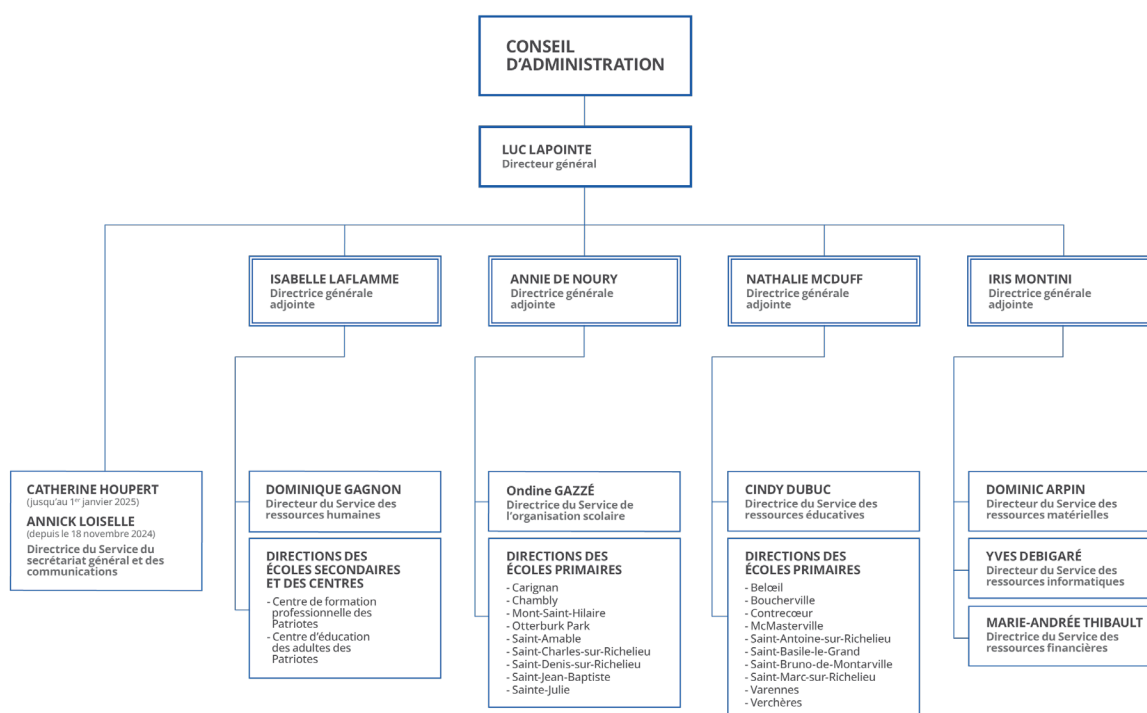 CONSEIL
D'ADMINISTRATION
LUC LAPOINTE
Directeur général
ISABELLE LAFLAMME
Directrice générale
adjointe
ANNIE DE NOURY
Directrice générale
adjointe
NATHALIE MCDUFF
Directrice générale
adjointe
IRIS MONTINI
Directrice générale
adjointe
CATHERINE HOUPERT
(jusqu'au 1er janvier 2025)
ANNICK LOISELLE
(depuis le 18 novembre 2024)
Directrice du Service du
secrétariat général et des
communications
DOMINIQUE GAGNON
Directeur du Service des
ressources humaines
DIRECTIONS DES
ÉCOLES SECONDAIRES
ET DES CENTRES
- Centre de formation
professionnelle des
Patriotes
- Centre d'éducation
des adultes des
Patriotes
Ondine GAZZÉ
Directrice du Service de
l'organisation scolaire
DIRECTIONS DES
ÉCOLES PRIMAIRES
- Carignan
- Chambly
- Mont-Saint-Hilaire
- Otterburk Park
- Saint-Amable
- Saint-Charles-sur-Richelieu
- Saint-Denis-sur-Richelieu
- Saint-Jean-Baptiste
- Sainte-Julie
CINDY DUBUC
Directrice du Service des
ressources éducatives
DIRECTIONS DES
ÉCOLES PRIMAIRES
- Belœil
- Boucherville
- Contrecœur
- McMasterville
- Saint-Antoine-sur-Richelieu
- Saint-Basile-le-Grand
- Saint-Bruno-de-Montarville
- Saint-Marc-sur-Richelieu
- Varennes
- Verchères
DOMINIC ARPIN
Directeur du Service des
ressources matérielles
YVES DEBIGARÉ
Directeur du Service des
ressources informatiques
MARIE-ANDRÉE THIBAULT
Directrice du Service des
ressources financières